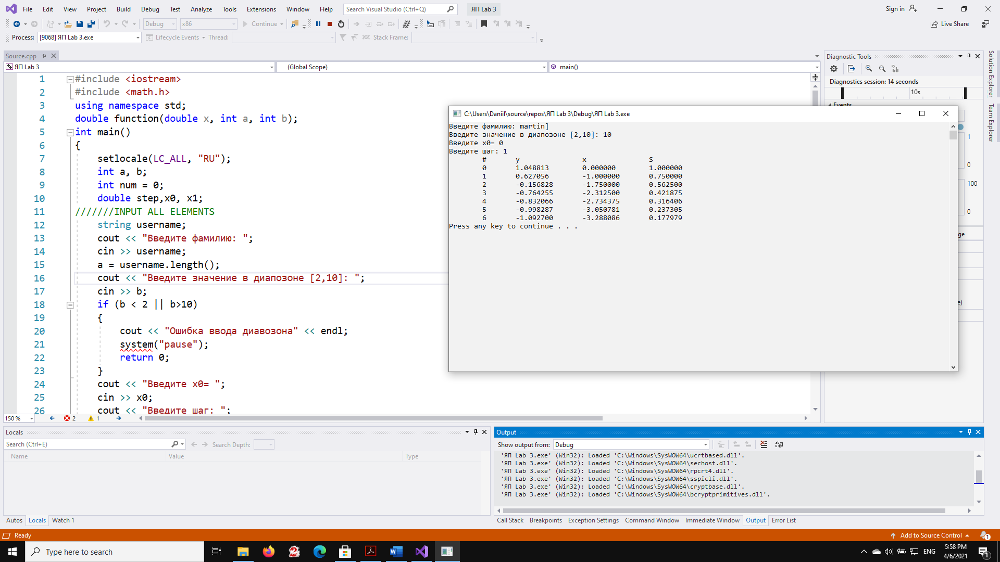 File Edit View Project Build Debug Test Analyze Tools Extensions Window Help Search Visual Studio (Ctrl+Q) ЯП Lab 3 Sign in
Debug x86 Continue Live Share
Process: [9068] ЯП Lab 3.exe Lifecycle Events Thread: Stack Frame:
Source.cpp
ЯП Lab 3 (Global Scope) main()
1 #include <iostream>
2 #include <math.h>
3 using namespace std;
4 double function(double x, int a, int b);
5 int main()
6 {
7 setlocale(LC_ALL, "RU");
8 int a, b;
9 int num = 0;
10 double step,x0, x1;
11 ///////INPUT ALL ELEMENTS
12 string username;
13 cout << "Введите фамилию: ";
14 cin >> username;
15 a = username.length();
16 cout << "Введите значение в диапозоне [2,10]: ";
17 cin >> b;
18 if (b < 2 || b>10)
19 {
20 cout << "Ошибка ввода диавозона" << endl;
21 system("pause");
22 return 0;
23 }
24 cout << "Введите x0= ";
25 cin >> x0;
26 cout << "Введите шаг: ";
150 % 2 1
C:\Users\Daniil\source\repos\ЯП Lab 3\Debug\ЯП Lab 3.exe
Введите фамилию: martin]
Введите значение в диапозоне [2,10]: 10
Введите x0= 0
Введите шаг: 1
# y x S
0 1.048813 0.000000 1.000000
1 0.627056 -1.000000 0.750000
2 -0.156828 -1.750000 0.562500
3 -0.764255 -2.312500 0.421875
4 -0.832066 -2.734375 0.316406
5 -0.998287 -3.050781 0.237305
6 -1.092700 -3.288086 0.177979
Press any key to continue . . .
Diagnostic Tools
Diagnostics session: 14 seconds
10s
Events
1
0
100
0
ge
e)
Solution Explorer
Team Explorer
Locals
Search (Ctrl+E) Search Depth:
Name Value Type
Autos Locals Watch 1
Output
Show output from: Debug
'ЯП Lab 3.exe' (Win32): Loaded 'C:\Windows\SysWOW64\ucrtbased.dll'.
'ЯП Lab 3.exe' (Win32): Loaded 'C:\Windows\SysWOW64\sechost.dll'.
'ЯП Lab 3.exe' (Win32): Loaded 'C:\Windows\SysWOW64\rpcrt4.dll'.
'ЯП Lab 3.exe' (Win32): Loaded 'C:\Windows\SysWOW64\sspicli.dll'.
'ЯП Lab 3.exe' (Win32): Loaded 'C:\Windows\SysWOW64\cryptbase.dll'.
'ЯП Lab 3.exe' (Win32): Loaded 'C:\Windows\SysWOW64\bcryptprimitives.dll'.
Call Stack Breakpoints Exception Settings Command Window Immediate Window Output Error List
Ready Add to Source Control 1
Type here to search ENG 5:58 PM
4/6/2021 1